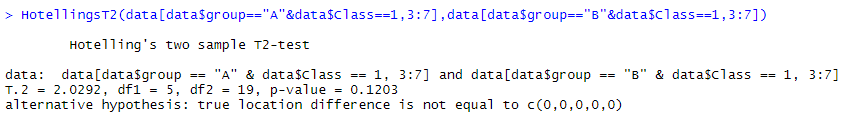 > HotellingsT2(data[data$group=="A"&data$Class==1,3:7],data[data$group=="B"&data$Class==1,3:7])
Hotelling's two sample T2-test
data:  data[data$group == "A" & data$Class == 1, 3:7] and data[data$group == "B" & data$Class == 1, 3:7]
T.2 = 2.0292, df1 = 5, df2 = 19, p-value = 0.1203
alternative hypothesis: true location difference is not equal to c(0,0,0,0,0)